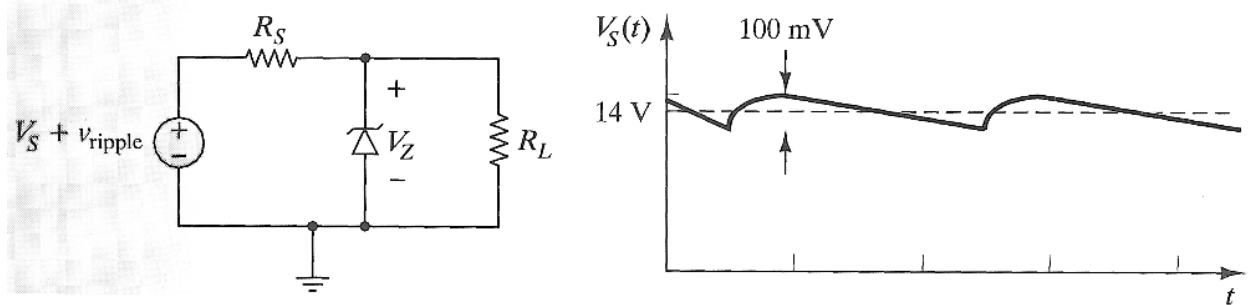 R_S
V_S + v_ripple
+
−
+
V_Z
−
R_L
V_S(t)
100 mV
14 V
t